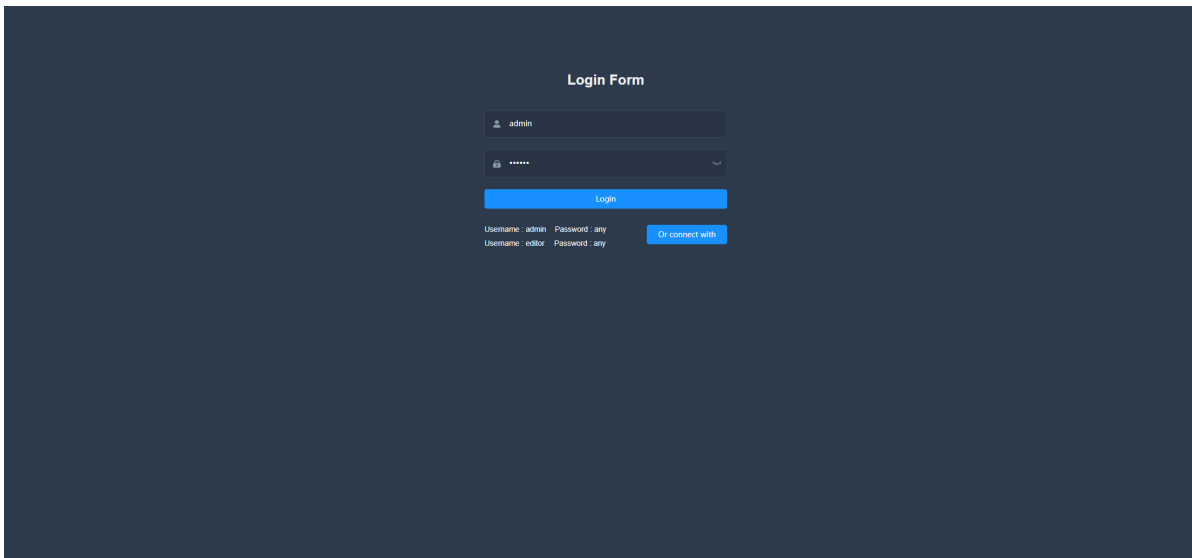 Login Form
admin
••••••
Login
Username : admin Password : any
Username : editor Password : any
Or connect with